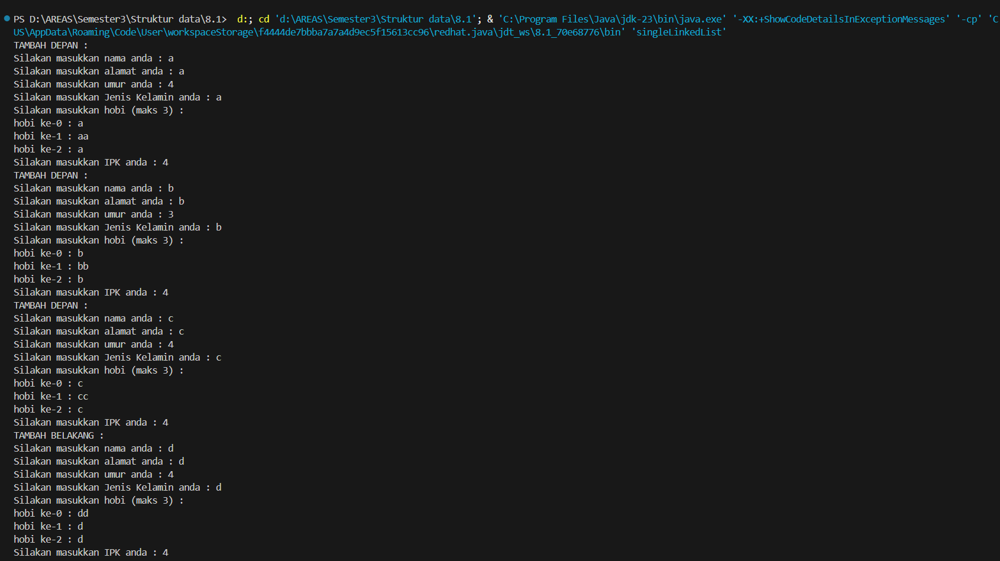 PS D:\AREAS\Semester3\Struktur data\8.1>  d:; cd 'd:\AREAS\Semester3\Struktur data\8.1'; & 'C:\Program Files\Java\jdk-23\bin\java.exe' '-XX:+ShowCodeDetailsInExceptionMessages' '-cp' 'C
US\AppData\Roaming\Code\User\workspaceStorage\f4444de7bbba7a7a4d9ec5f15613cc96\redhat.java\jdt_ws\8.1_70e68776\bin' 'singleLinkedList'
TAMBAH DEPAN :
Silakan masukkan nama anda : a
Silakan masukkan alamat anda : a
Silakan masukkan umur anda : 4
Silakan masukkan Jenis Kelamin anda : a
Silakan masukkan hobi (maks 3) :
hobi ke-0 : a
hobi ke-1 : aa
hobi ke-2 : a
Silakan masukkan IPK anda : 4
TAMBAH DEPAN :
Silakan masukkan nama anda : b
Silakan masukkan alamat anda : b
Silakan masukkan umur anda : 3
Silakan masukkan Jenis Kelamin anda : b
Silakan masukkan hobi (maks 3) :
hobi ke-0 : b
hobi ke-1 : bb
hobi ke-2 : b
Silakan masukkan IPK anda : 4
TAMBAH DEPAN :
Silakan masukkan nama anda : c
Silakan masukkan alamat anda : c
Silakan masukkan umur anda : 4
Silakan masukkan Jenis Kelamin anda : c
Silakan masukkan hobi (maks 3) :
hobi ke-0 : c
hobi ke-1 : cc
hobi ke-2 : c
Silakan masukkan IPK anda : 4
TAMBAH BELAKANG :
Silakan masukkan nama anda : d
Silakan masukkan alamat anda : d
Silakan masukkan umur anda : 4
Silakan masukkan Jenis Kelamin anda : d
Silakan masukkan hobi (maks 3) :
hobi ke-0 : dd
hobi ke-1 : d
hobi ke-2 : d
Silakan masukkan IPK anda : 4